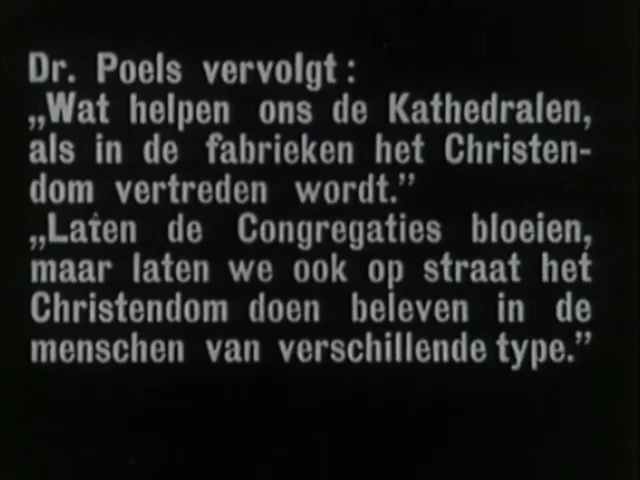 Dr. Poels vervolgt:
„Wat helpen ons de Kathedralen,
als in de fabrieken het Christen-
dom vertreden wordt.”
„Laten de Congregaties bloeien,
maar laten we ook op straat het
Christendom doen beleven in de
menschen van verschillende type.”